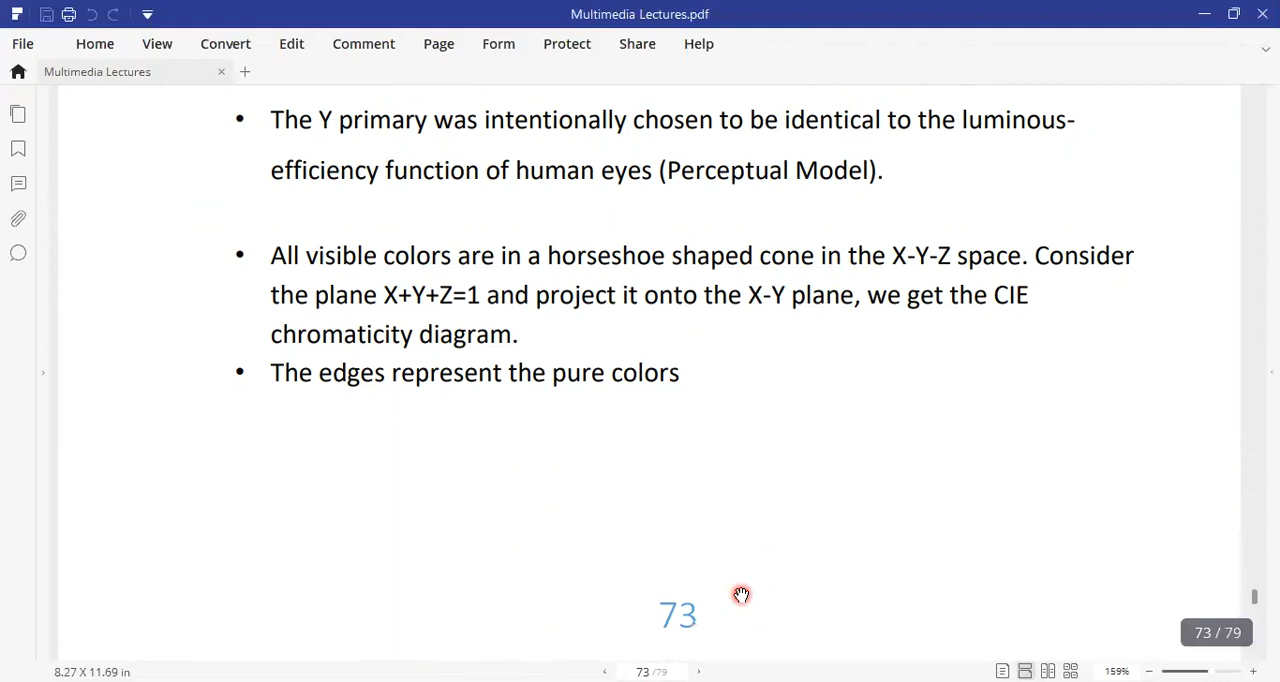 Multimedia Lectures.pdf
File Home View Convert Edit Comment Page Form Protect Share Help
Multimedia Lectures
• The Y primary was intentionally chosen to be identical to the luminous-
efficiency function of human eyes (Perceptual Model).
• All visible colors are in a horseshoe shaped cone in the X-Y-Z space. Consider
the plane X+Y+Z=1 and project it onto the X-Y plane, we get the CIE
chromaticity diagram.
• The edges represent the pure colors
73
73 / 79
8.27 X 11.69 in 73 /79 159%